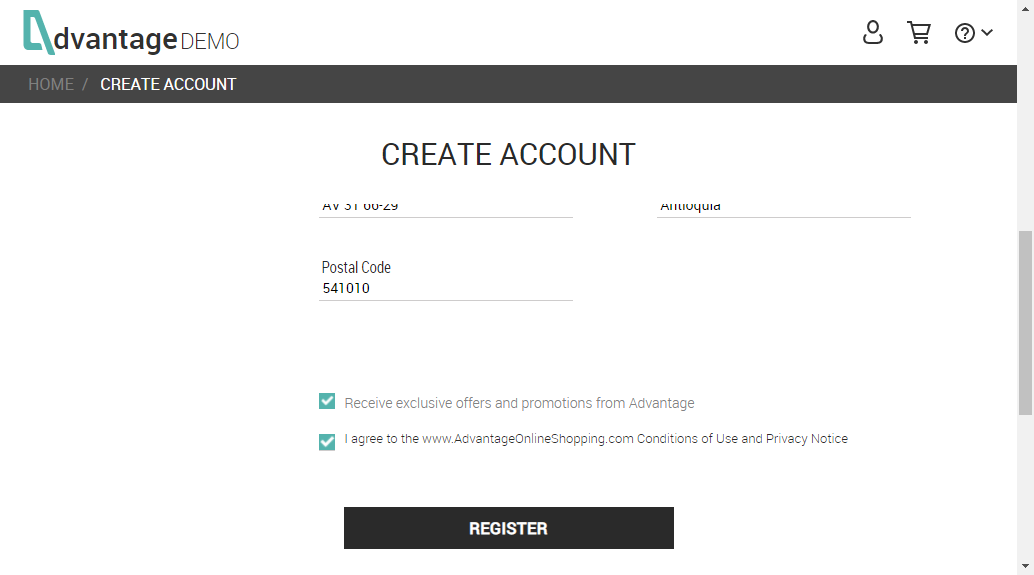 Advantage DEMO
HOME / CREATE ACCOUNT
CREATE ACCOUNT
AV 31 66-29
Antioquia
Postal Code
541010
Receive exclusive offers and promotions from Advantage
I agree to the www.AdvantageOnlineShopping.com Conditions of Use and Privacy Notice
REGISTER